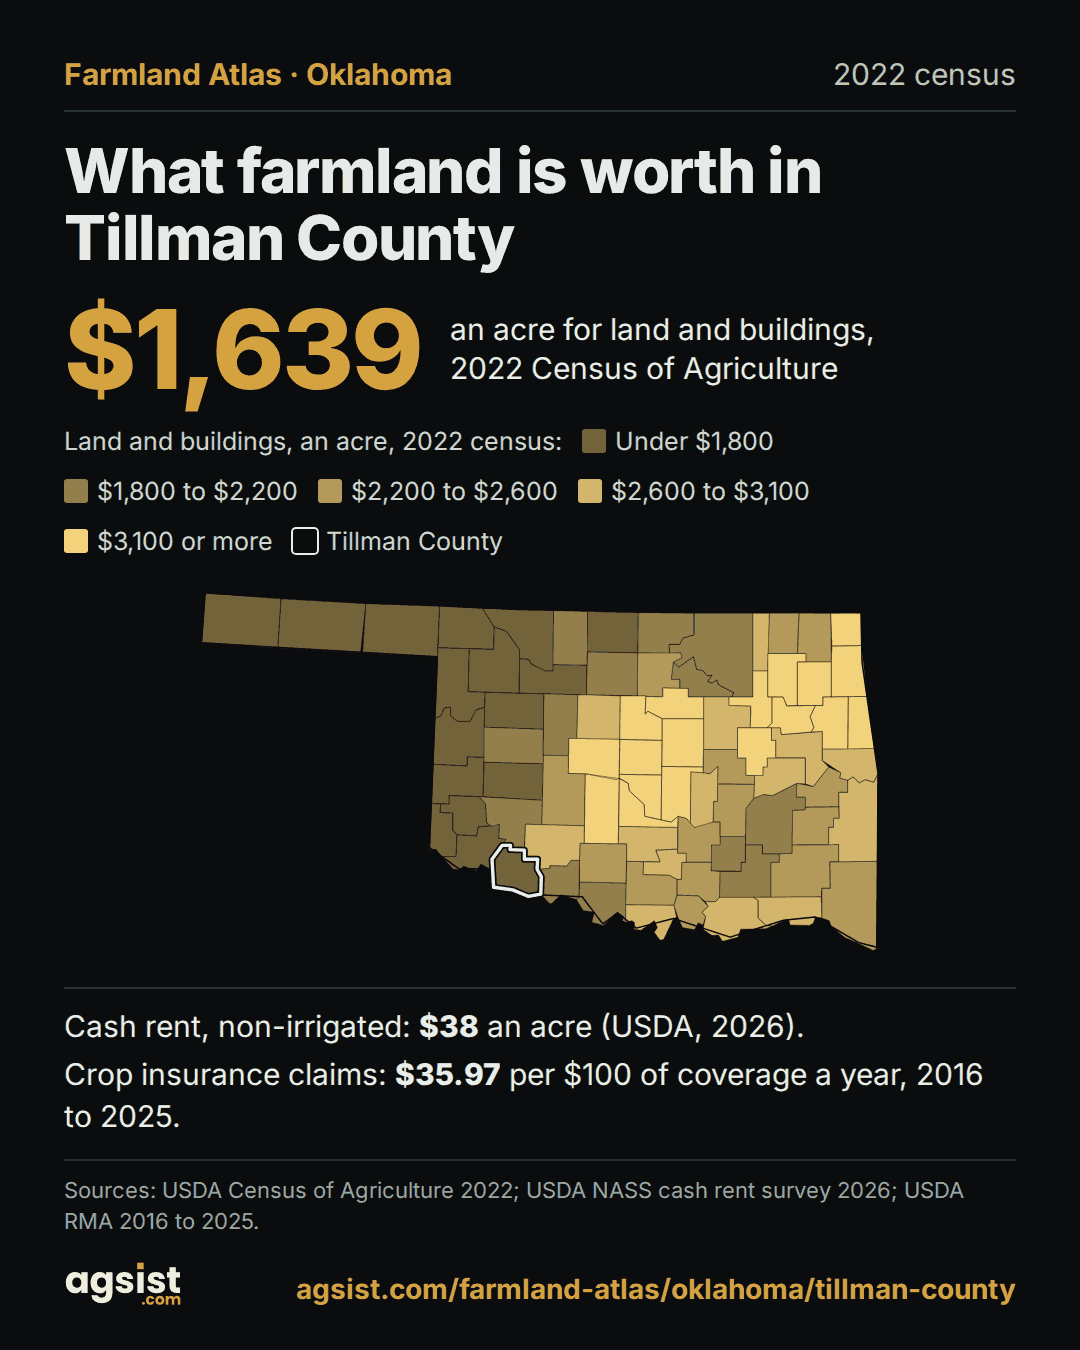 Farmland Atlas · Oklahoma
2022 census
What farmland is worth in
Tillman County
$1,639
an acre for land and buildings,
2022 Census of Agriculture
Land and buildings, an acre, 2022 census:
Under $1,800
$1,800 to $2,200
$2,200 to $2,600
$2,600 to $3,100
$3,100 or more
Tillman County
Cash rent, non-irrigated: $38 an acre (USDA, 2026).
Crop insurance claims: $35.97 per $100 of coverage a year, 2016
to 2025.
Sources: USDA Census of Agriculture 2022; USDA NASS cash rent survey 2026; USDA
RMA 2016 to 2025.
agsist
.com
agsist.com/farmland-atlas/oklahoma/tillman-county